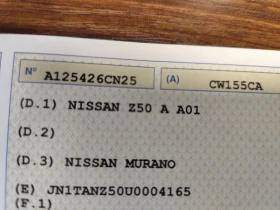 N° A125426CN25 (A) CW155CA
(D.1) NISSAN Z50 A A01
(D.2)
(D.3) NISSAN MURANO
(E) JN1TANZ50U0004165
(F.1)